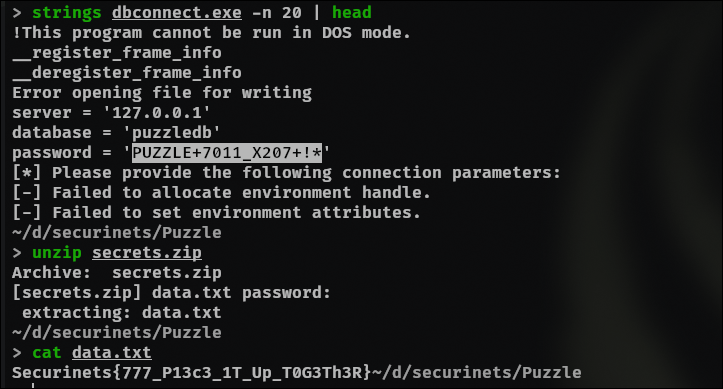 > strings dbconnect.exe -n 20 | head
!This program cannot be run in DOS mode.
__register_frame_info
__deregister_frame_info
Error opening file for writing
server = '127.0.0.1'
database = 'puzzledb'
password = 'PUZZLE+7011_X207+!*'
[*] Please provide the following connection parameters:
[-] Failed to allocate environment handle.
[-] Failed to set environment attributes.
~/d/securinets/Puzzle
> unzip secrets.zip
Archive:  secrets.zip
[secrets.zip] data.txt password:
 extracting: data.txt
~/d/securinets/Puzzle
> cat data.txt
Securinets{777_P13c3_1T_Up_T0G3Th3R}~/d/securinets/Puzzle